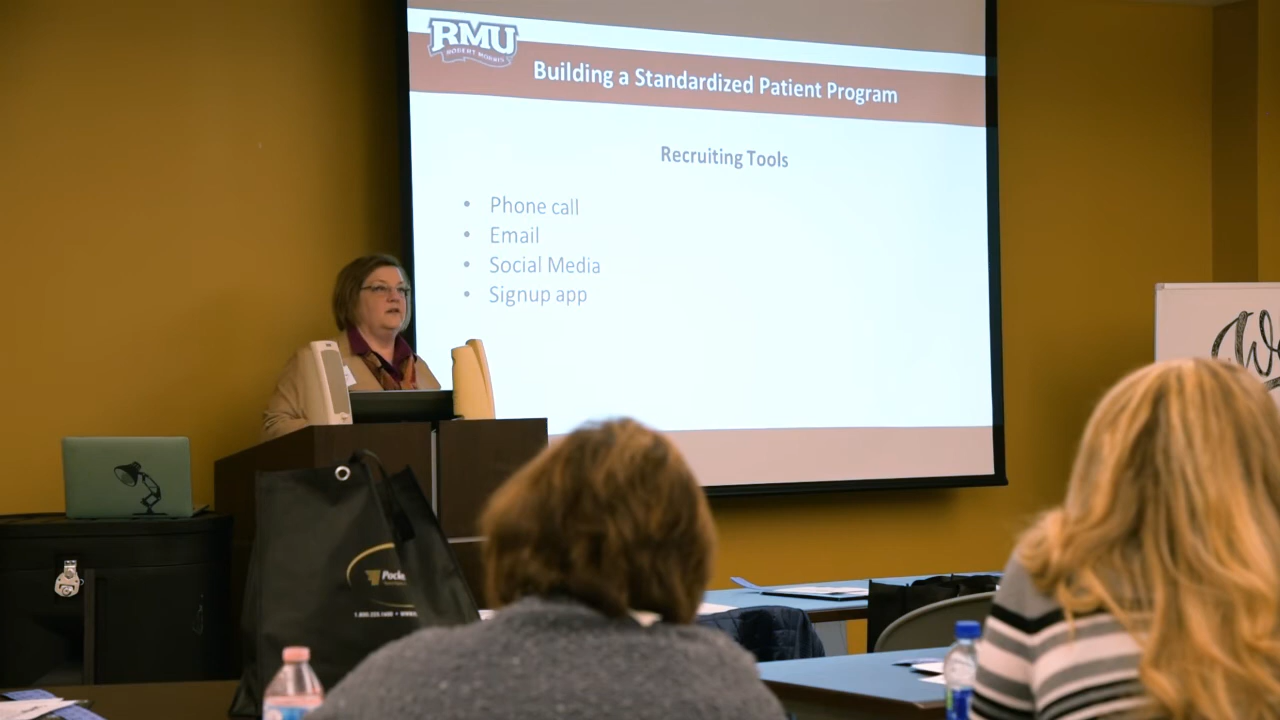 RMU
ROBERT MORRIS
Building a Standardized Patient Program
Recruiting Tools
• Phone call
• Email
• Social Media
• Signup app